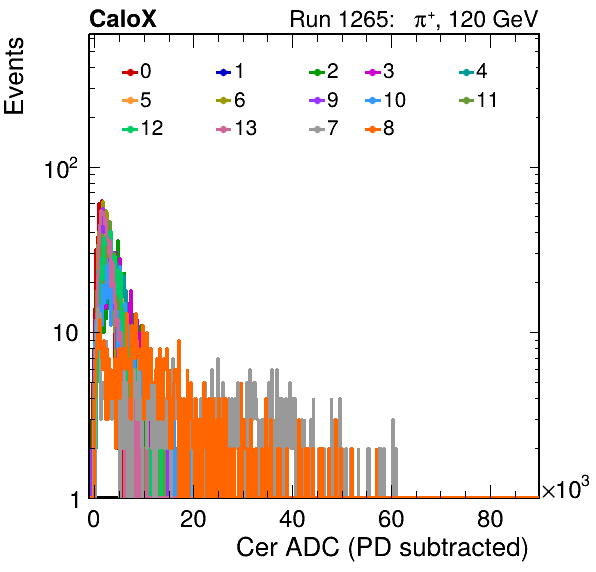 CaloX Run 1265: π⁺, 120 GeV
Events
0 1 2 3 4
5 6 9 10 11
12 13 7 8
10²
10
1
0 20 40 60 80 ×10³
Cer ADC (PD subtracted)